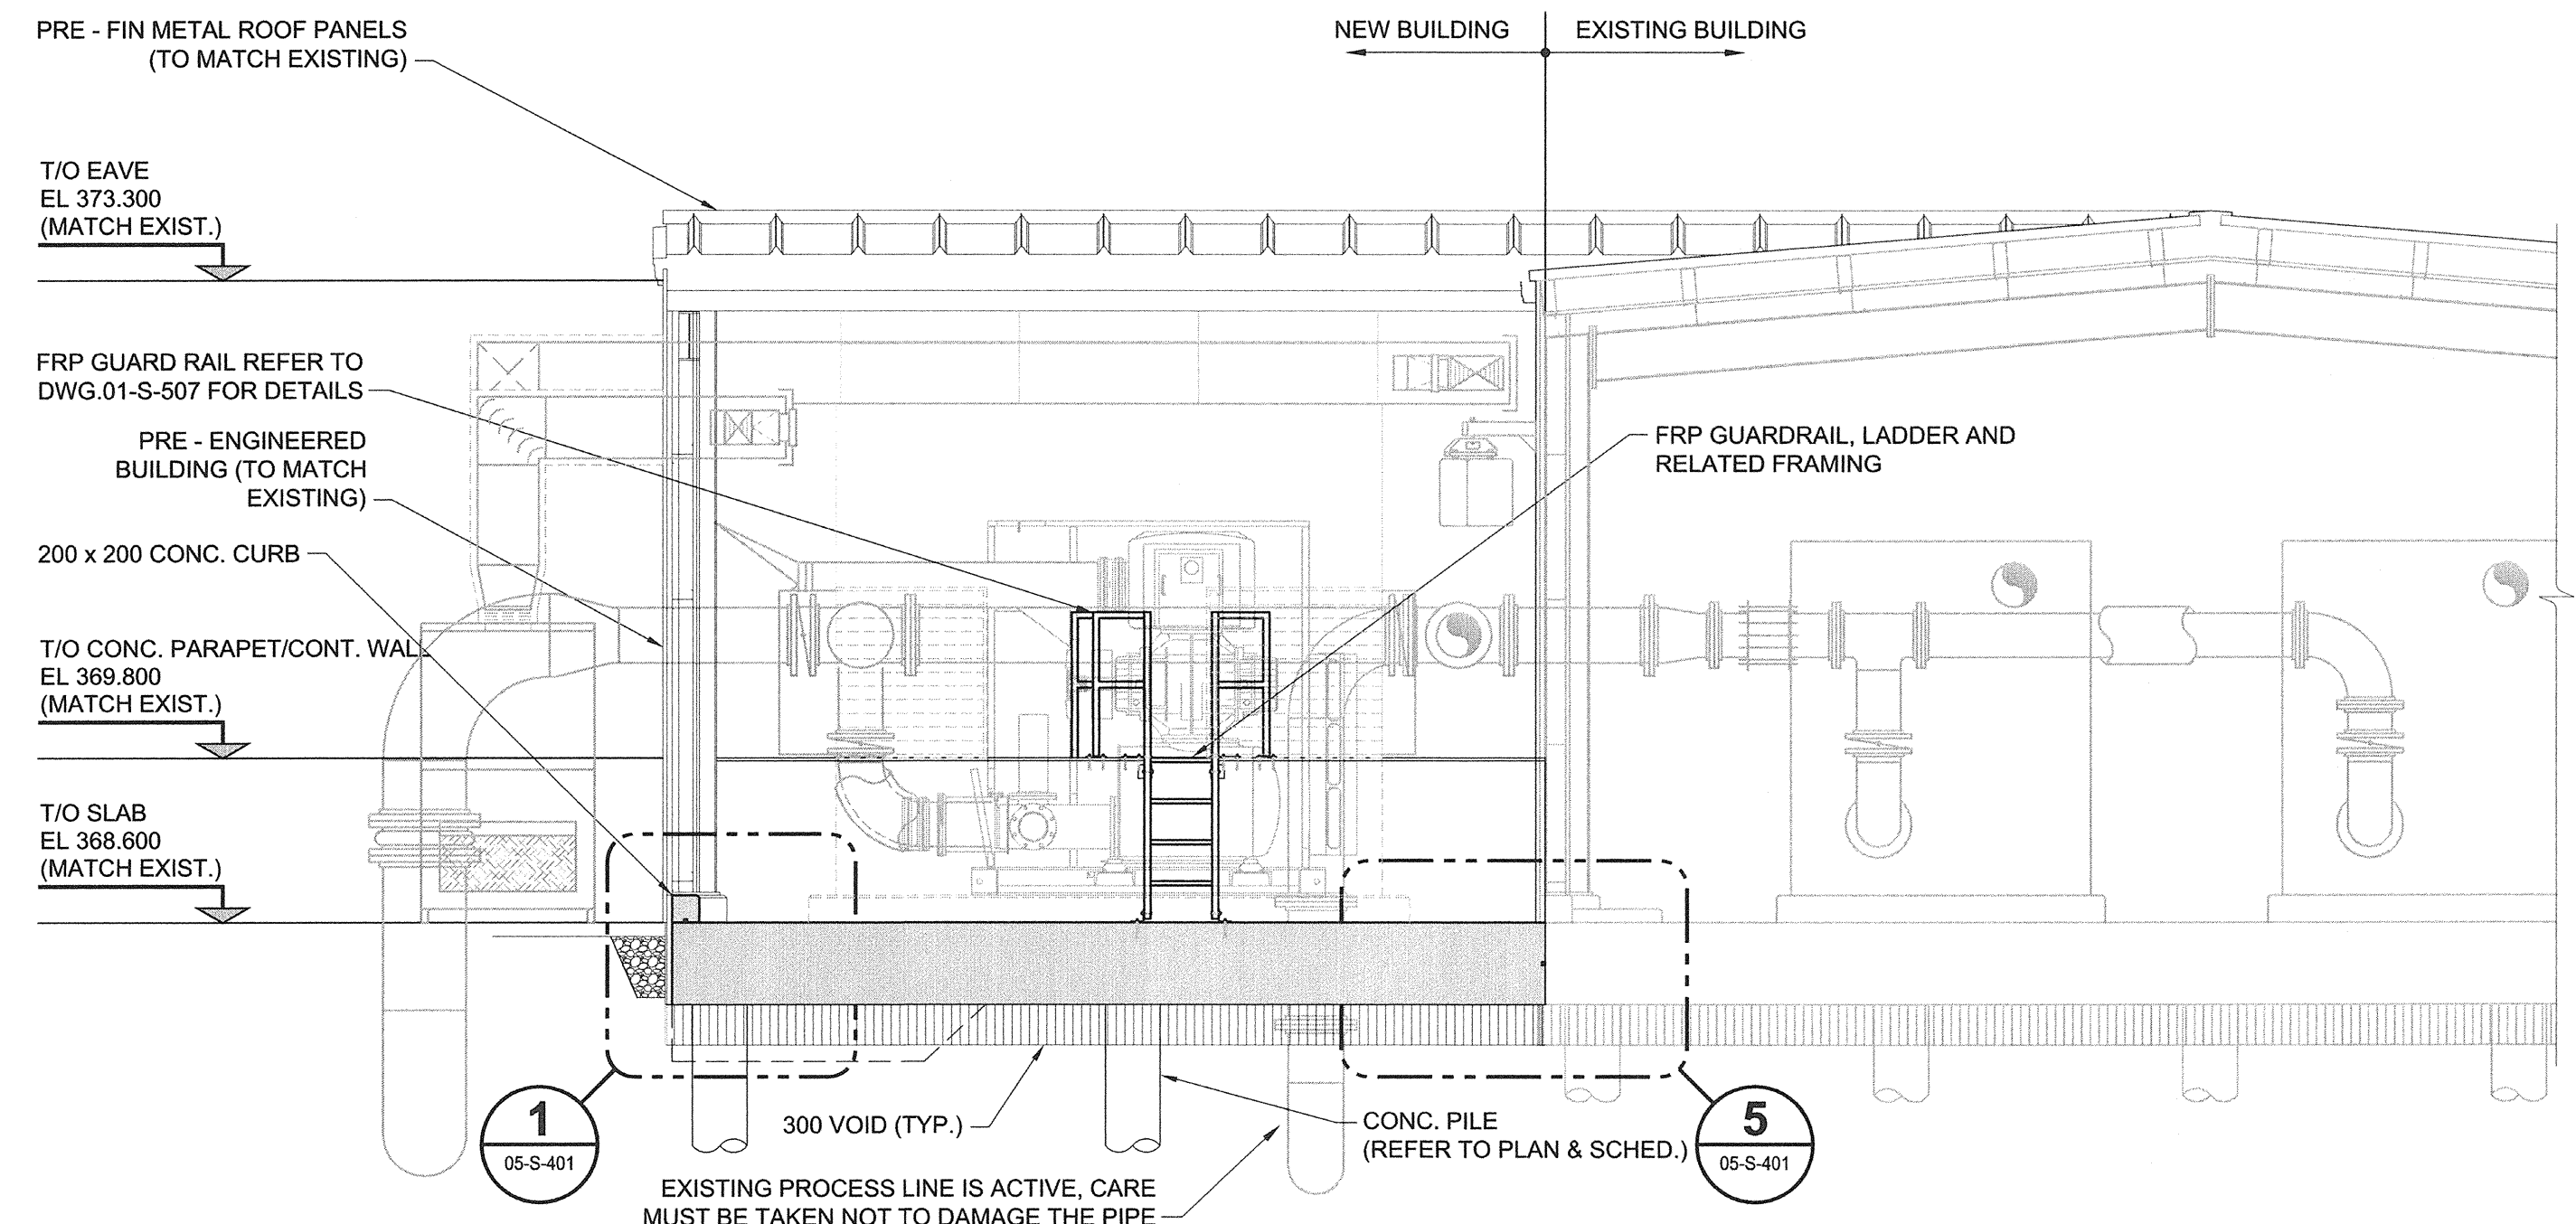 PRE - FIN METAL ROOF PANELS
(TO MATCH EXISTING)
NEW BUILDING
EXISTING BUILDING
T/O EAVE
EL 373.300
(MATCH EXIST.)
FRP GUARD RAIL REFER TO
DWG.01-S-507 FOR DETAILS
PRE - ENGINEERED
BUILDING (TO MATCH
EXISTING)
FRP GUARDRAIL, LADDER AND
RELATED FRAMING
200 x 200 CONC. CURB
T/O CONC. PARAPET/CONT. WALL
EL 369.800
(MATCH EXIST.)
T/O SLAB
EL 368.600
(MATCH EXIST.)
1
05-S-401
300 VOID (TYP.)
CONC. PILE
(REFER TO PLAN & SCHED.)
5
05-S-401
EXISTING PROCESS LINE IS ACTIVE, CARE
MUST BE TAKEN NOT TO DAMAGE THE PIPE